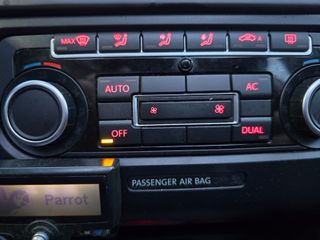 MAX
A
AUTO
AC
OFF
DUAL
PASSENGER AIR BAG
Parrot